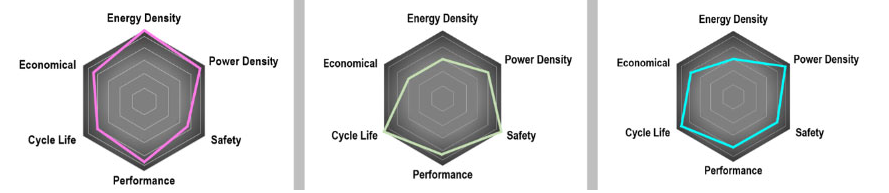 Energy Density
Economical
Power Density
Cycle Life
Safety
Performance
Energy Density
Economical
Power Density
Cycle Life
Safety
Performance
Energy Density
Economical
Power Density
Cycle Life
Safety
Performance